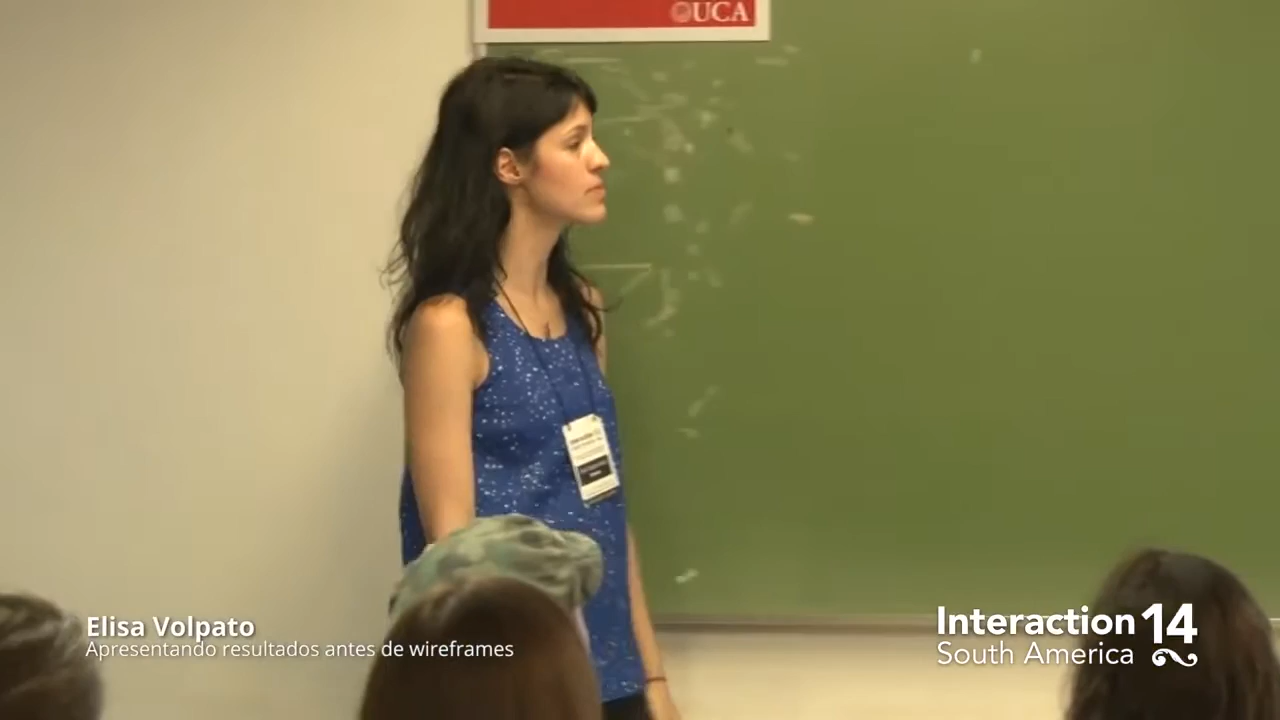 UCA
Elisa Volpato
Apresentando resultados antes de wireframes
Interaction 14
South America